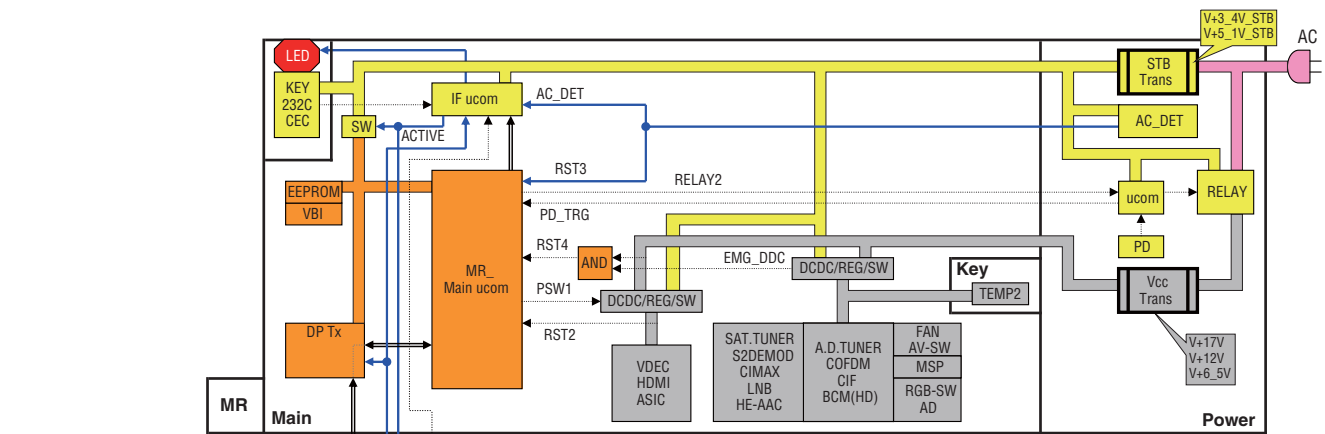 V+3_4V_STB
V+5_1V_STB
AC
LED
STB
Trans
KEY
232C
CEC
IF ucom
AC_DET
SW
ACTIVE
AC_DET
RST3
RELAY2
EEPROM
VBI
ucom
RELAY
PD_TRG
RST4
AND
EMG_DDC
PD
MR_
Main ucom
DCDC/REG/SW
Key
TEMP2
Vcc
Trans
PSW1
DCDC/REG/SW
DP Tx
RST2
VDEC
HDMI
ASIC
SAT.TUNER
S2DEMOD
CIMAX
LNB
HE-AAC
A.D.TUNER
COFDM
CIF
BCM(HD)
FAN
AV-SW
MSP
RGB-SW
AD
V+17V
V+12V
V+6_5V
MR
Main
Power